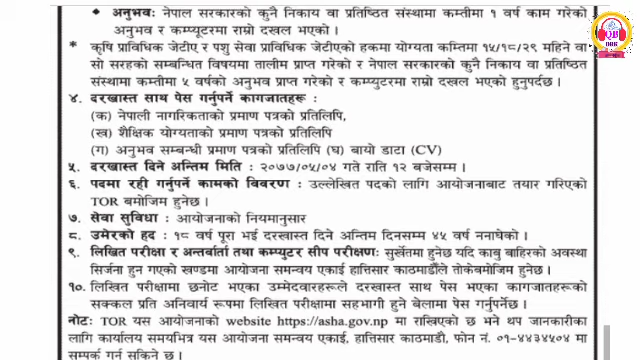 • अनुभवः नेपाल सरकारको कुनै निकाय वा प्रतिष्ठित संस्थामा कम्तीमा १ वर्ष काम गरेको
अनुभव र कम्प्युटरमा राम्रो दखल भएको।
* कृषि प्राविधिक जेटीए र पशु सेवा प्राविधिक जेटीएको हकमा योग्यता कम्तिमा १५/१८/२९ महिने वा
सो सरहको सम्बन्धित विषयमा तालीम प्राप्त गरेको र नेपाल सरकारको कुनै निकाय वा प्रतिष्ठित
संस्थामा कम्तीमा ५ वर्षको अनुभव प्राप्त गरेको र कम्प्युटरमा राम्रो दखल भएको हुनुपर्दछ।
४. दरखास्त साथ पेस गर्नुपर्ने कागजातहरू :
(क) नेपाली नागरिकताको प्रमाण पत्रको प्रतिलिपि,
(ख) शैक्षिक योग्यताको प्रमाण पत्रको प्रतिलिपि
(ग) अनुभव सम्बन्धी प्रमाण पत्रको प्रतिलिपि (घ) बायो डाटा (CV)
५. दरखास्त दिने अन्तिम मिति : २०७७/०५/०४ गते राति १२ बजेसम्म।
६. पदमा रही गर्नुपर्ने कामको विवरण : उल्लेखित पदको लागि आयोजनाबाट तयार गरिएको
TOR बमोजिम हुनेछ।
७. सेवा सुविधा : आयोजनाको नियमानुसार
८. उमेरको हद : १८ वर्ष पूरा भई दरखास्त दिने अन्तिम दिनसम्म ४५ वर्ष ननाघेको।
९. लिखित परीक्षा र अन्तर्वार्ता तथा कम्प्युटर सीप परीक्षणः सुर्खेतमा हुनेछ यदि काबु बाहिरको अवस्था
सिर्जना हुन गएको खण्डमा आयोजना समन्वय एकाई हात्तिसार काठमाडौंले तोकेबमोजिम हुनेछ।
१०. लिखित परीक्षामा छनोट भएका उम्मेदवारहरूले दरखास्त साथ पेस भएका कागजातहरूको
सक्कल प्रति अनिवार्य रूपमा लिखित परीक्षामा सहभागी हुने बेलामा पेस गर्नुपर्नेछ।
नोटः TOR यस आयोजनाको website https://asha.gov.np मा राखिएको छ भने थप जानकारीका
लागि कार्यालय समयभित्र यस आयोजना समन्वय एकाई, हात्तिसार काठमाडौं, फोन नं. ०१-४४३४५०४ मा
सम्पर्क गर्न सकिने छ।